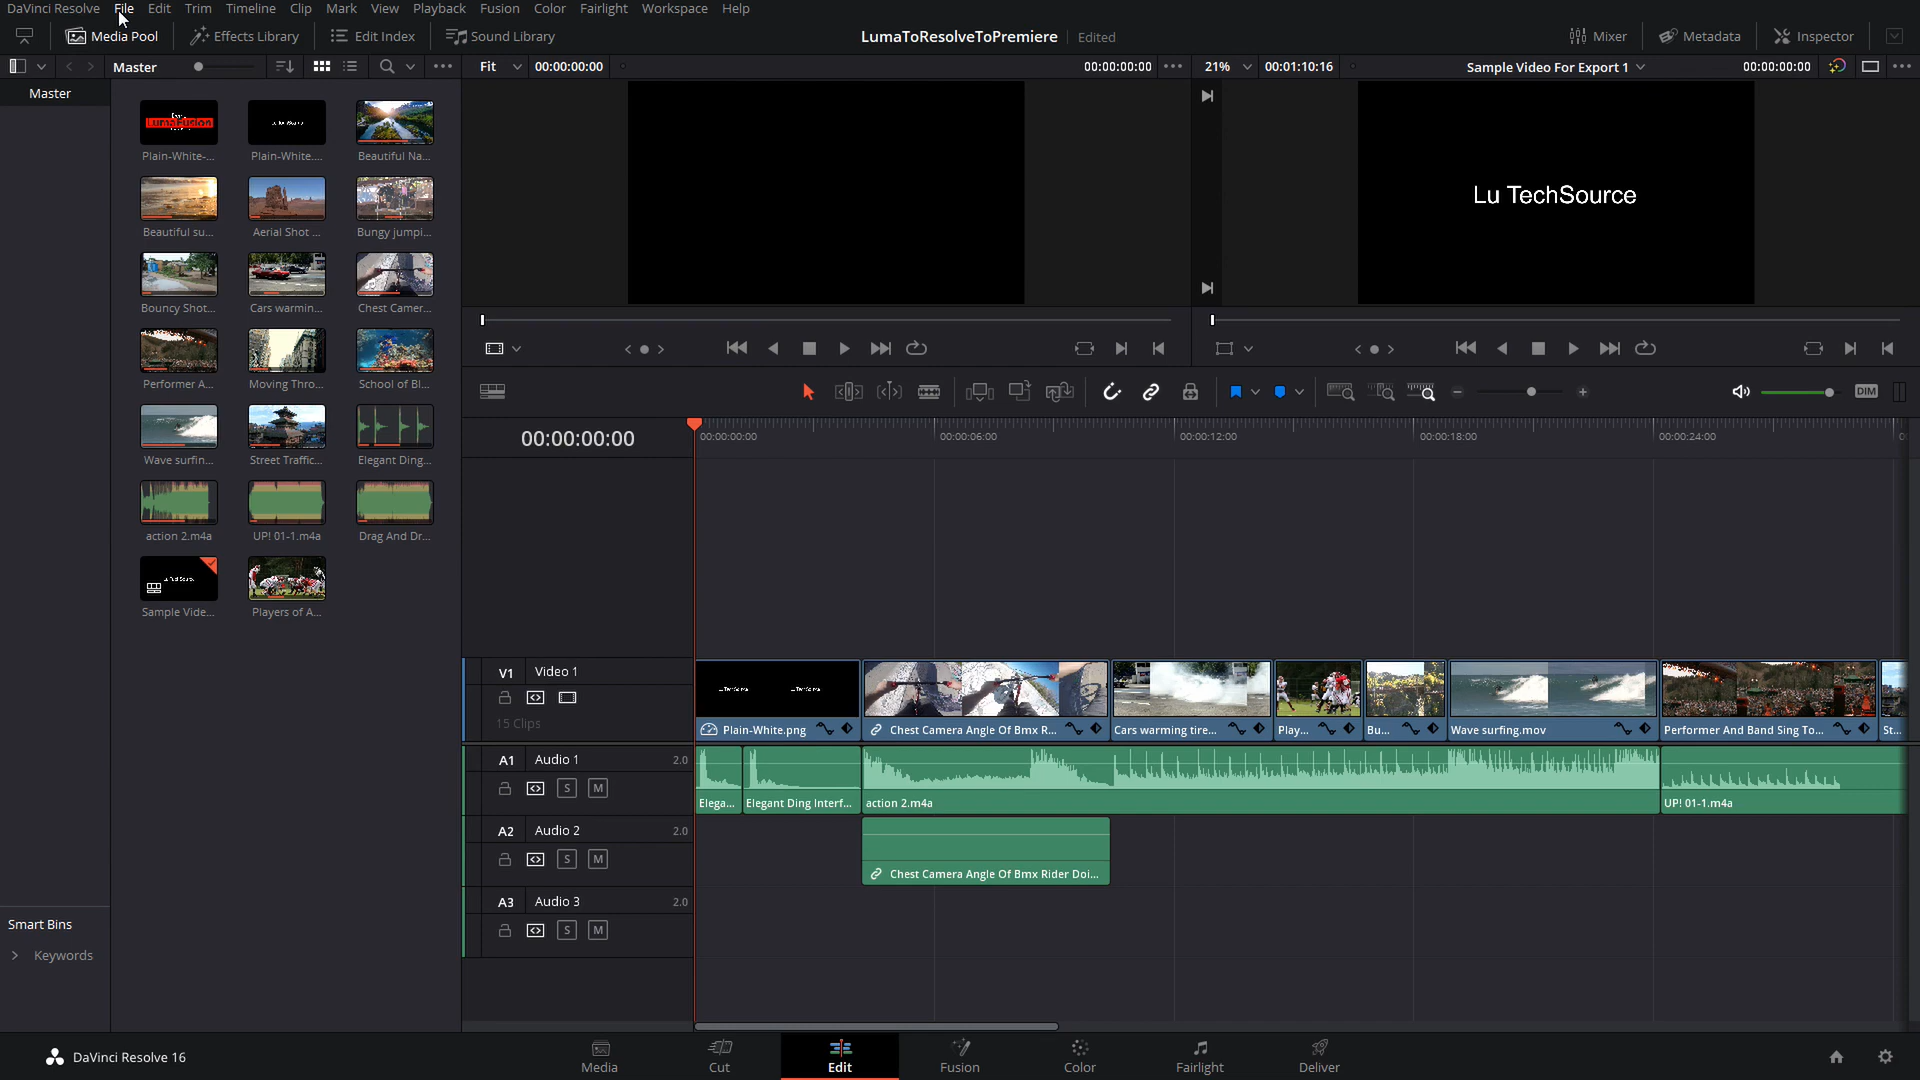 DaVinci Resolve File Edit Trim Timeline Clip Mark View Playback Fusion Color Fairlight Workspace Help
Media Pool Effects Library Edit Index Sound Library LumaToResolveToPremiere Edited Mixer Metadata Inspector
Master Fit 00:00:00:00 00:00:00:00 21% 00:01:10:16 Sample Video For Export 1 00:00:00:00
Master
LumaFusion
Plain-White-... Plain-White.... Beautiful Na...
Lu TechSource
Beautiful su... Aerial Shot ... Bungy jumpi...
Bouncy Shot... Cars warmin... Chest Camer...
Performer A... Moving Thro... School of Bl...
DIM
00:00:00:00 00:00:00:00 00:00:06:00 00:00:12:00 00:00:18:00 00:00:24:00
Wave surfin... Street Traffic... Elegant Ding...
action 2.m4a UP! 01-1.m4a Drag And Dr...
Sample Vide... Players of A...
V1 Video 1
15 Clips
Plain-White.png Chest Camera Angle Of Bmx R... Cars warming tire... Play... Bu... Wave surfing.mov Performer And Band Sing To... St...
A1 Audio 1 2.0
S M
Elega... Elegant Ding Interf... action 2.m4a UP! 01-1.m4a
A2 Audio 2 2.0
S M
Chest Camera Angle Of Bmx Rider Doi...
A3 Audio 3 2.0
S M
Smart Bins
Keywords
DaVinci Resolve 16
Media Cut Edit Fusion Color Fairlight Deliver